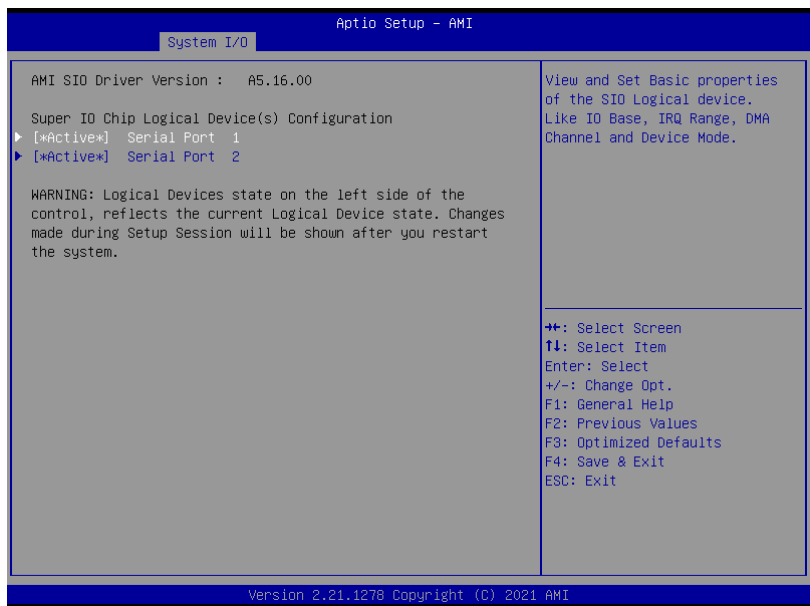 Aptio Setup – AMI
System I/O
AMI SIO Driver Version :   A5.16.00
Super IO Chip Logical Device(s) Configuration
[*Active*]  Serial Port  1
[*Active*]  Serial Port  2
WARNING: Logical Devices state on the left side of the
control, reflects the current Logical Device state. Changes
made during Setup Session will be shown after you restart
the system.
View and Set Basic properties
of the SIO Logical device.
Like IO Base, IRQ Range, DMA
Channel and Device Mode.
→←: Select Screen
↑↓: Select Item
Enter: Select
+/-: Change Opt.
F1: General Help
F2: Previous Values
F3: Optimized Defaults
F4: Save & Exit
ESC: Exit
Version 2.21.1278 Copyright (C) 2021 AMI